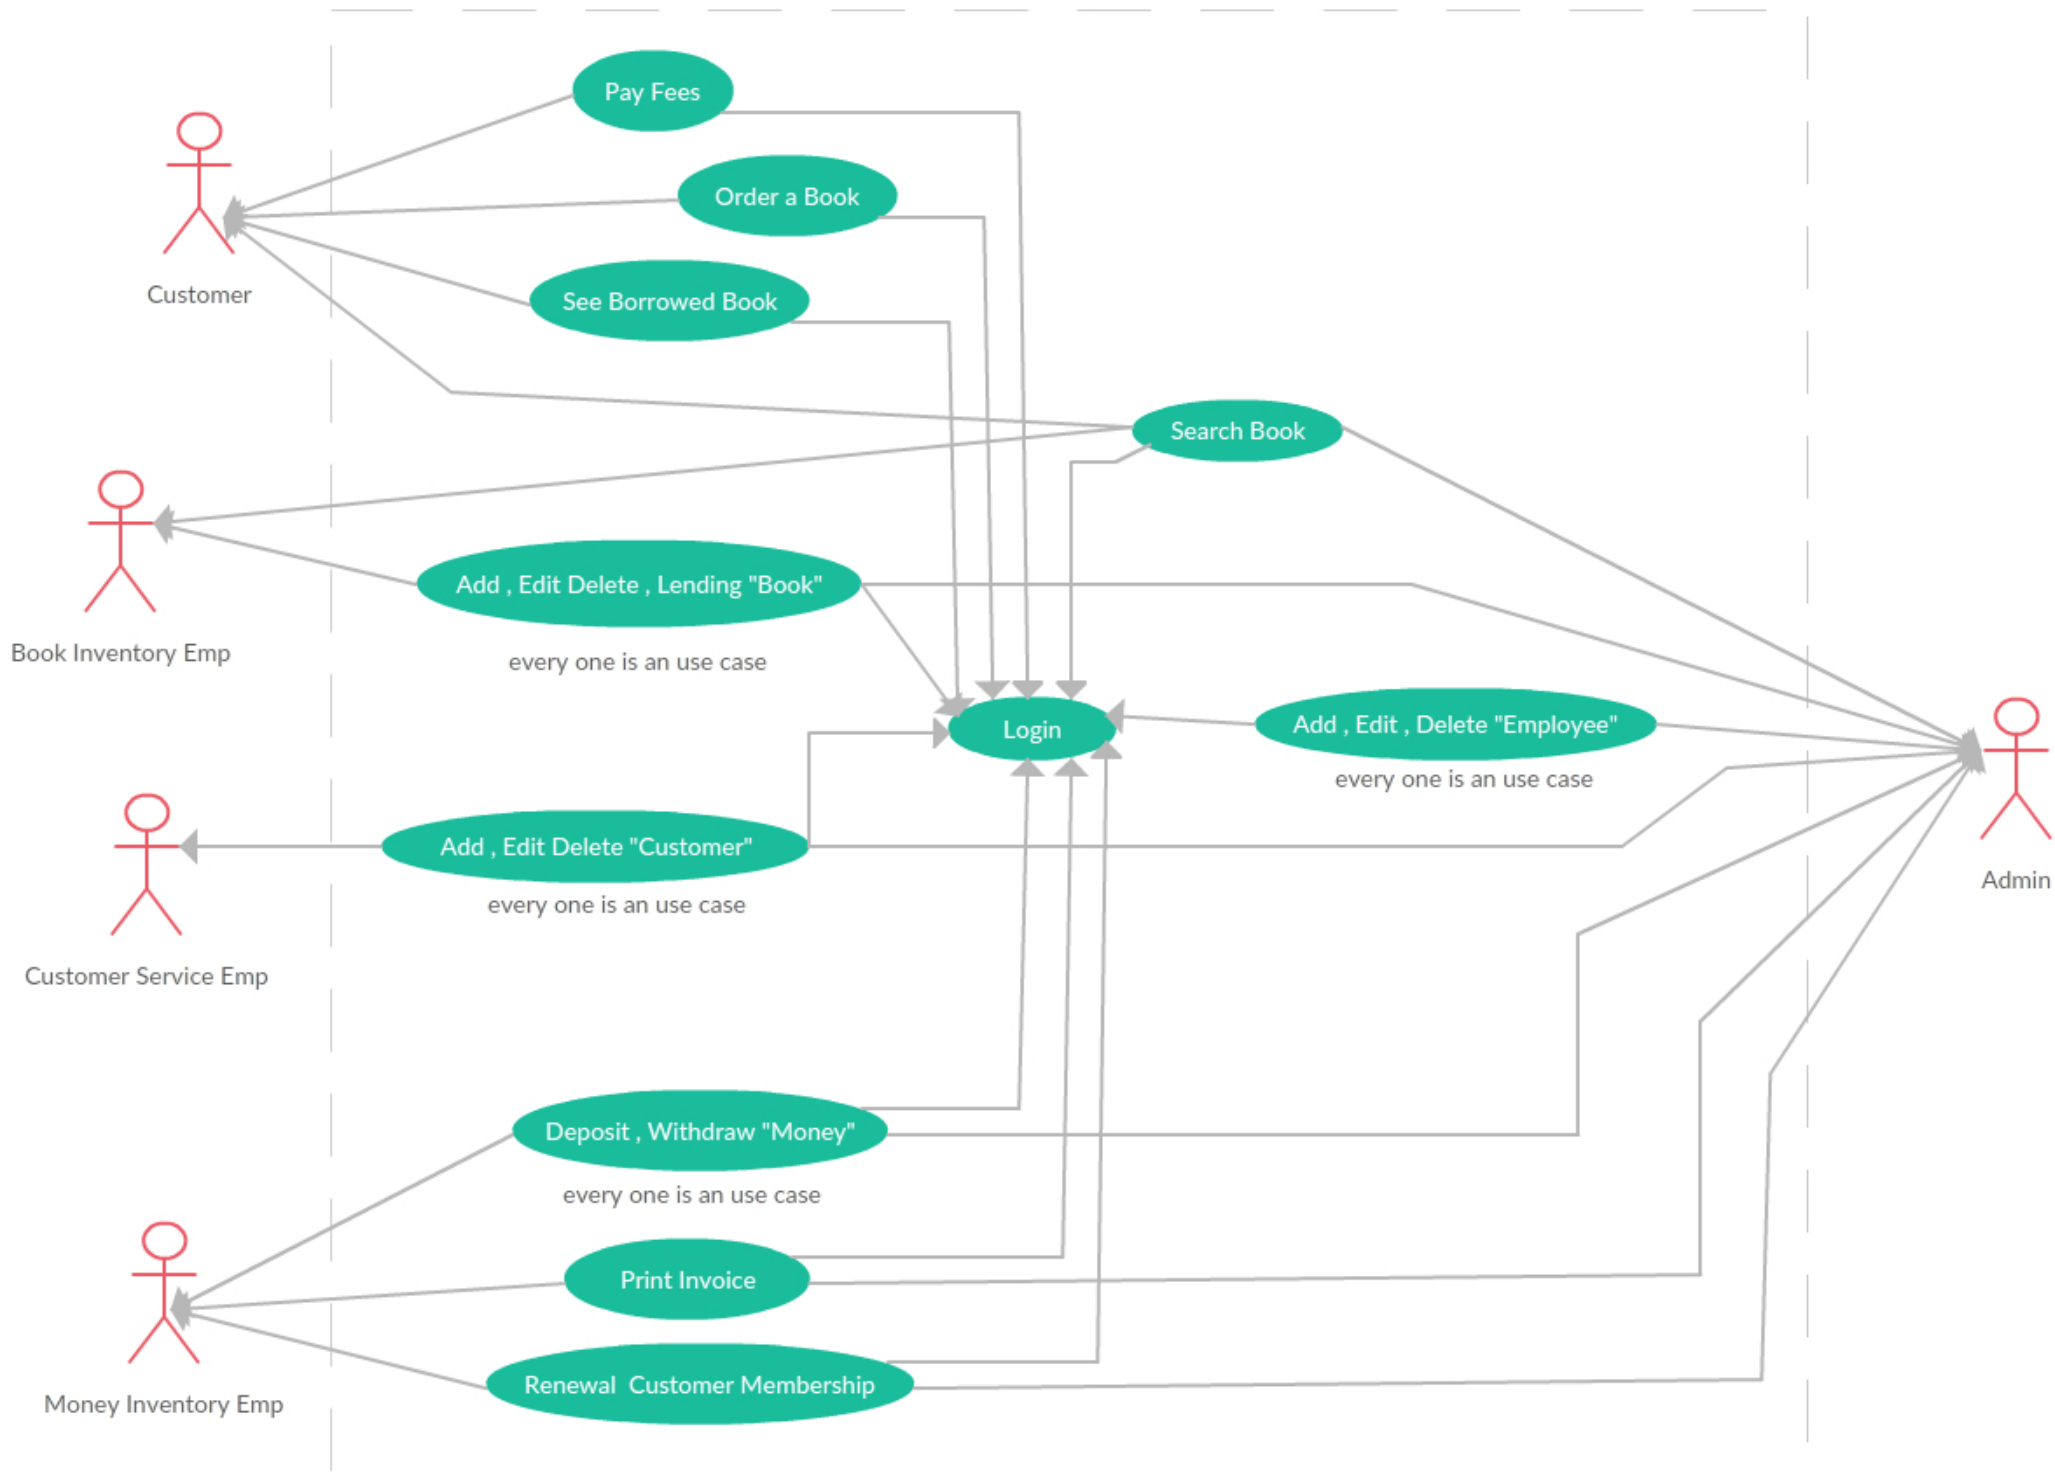 Pay Fees
Order a Book
Customer
See Borrowed Book
Search Book
Add , Edit Delete , Lending "Book"
Book Inventory Emp
every one is an use case
Login
Add , Edit , Delete "Employee"
every one is an use case
Add , Edit Delete "Customer"
Admin
every one is an use case
Customer Service Emp
Deposit , Withdraw "Money"
every one is an use case
Print Invoice
Renewal  Customer Membership
Money Inventory Emp